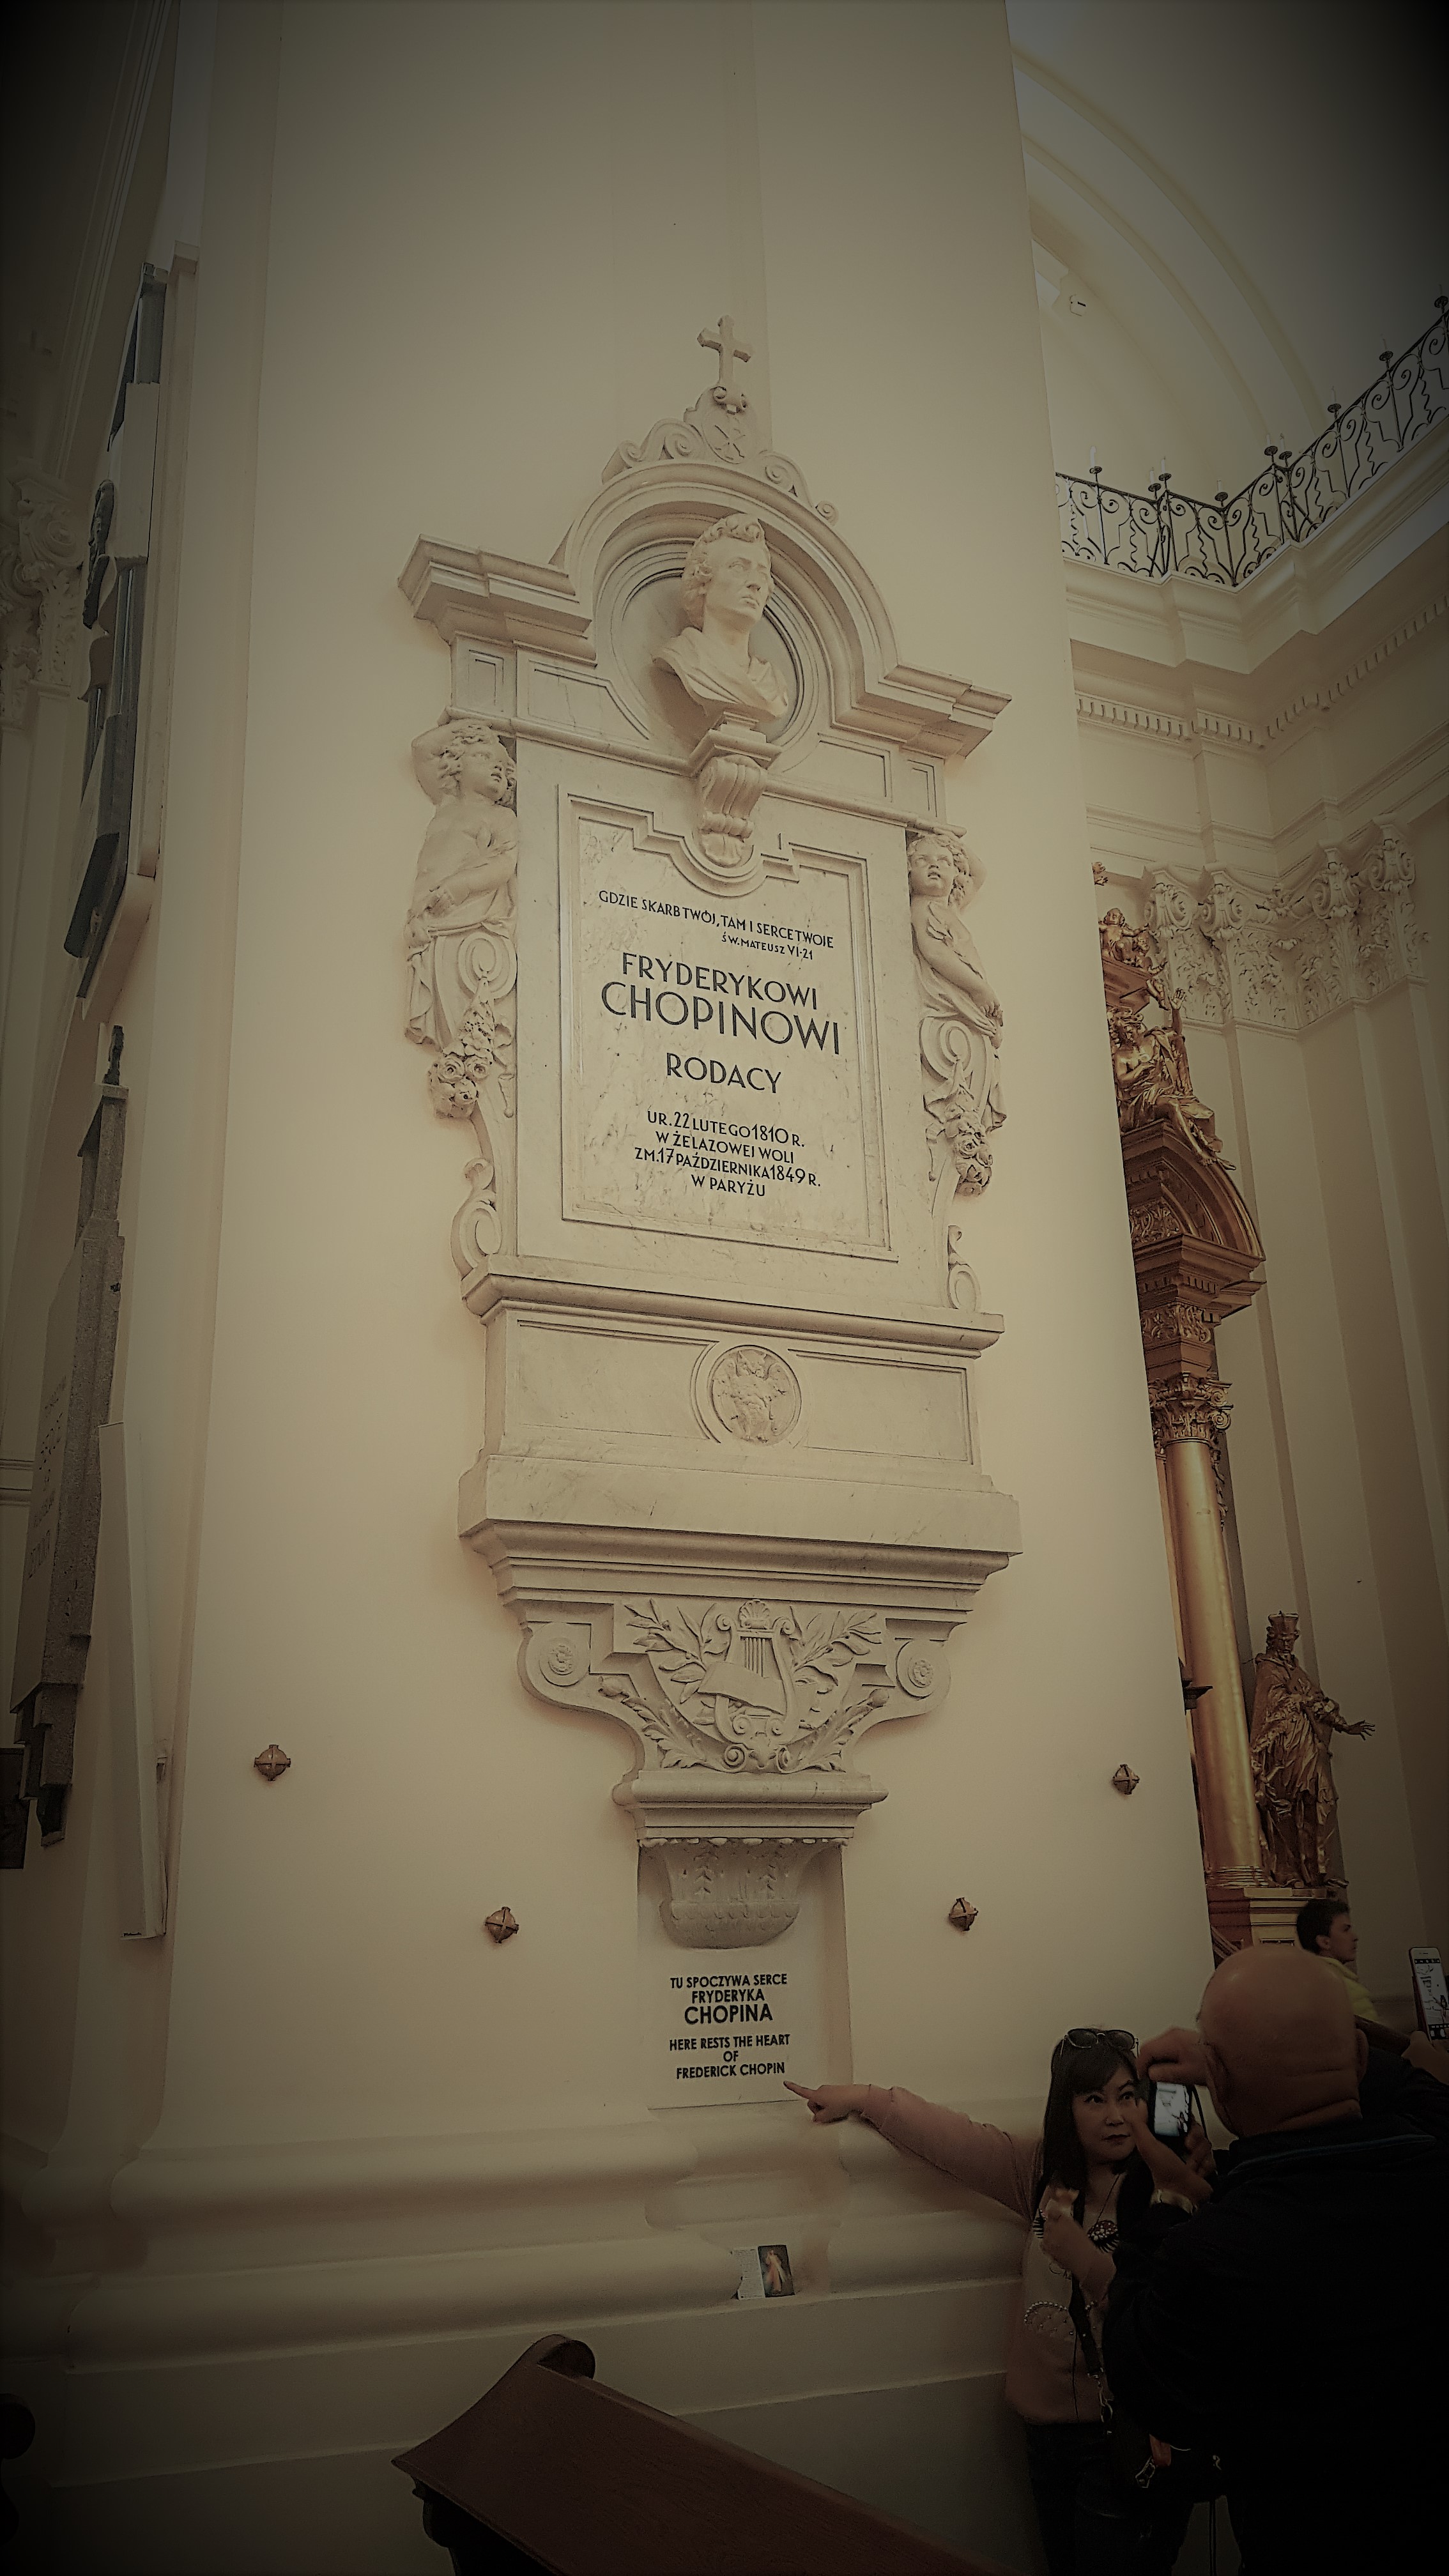 GDZIE SKARB TWÓJ, TAM I SERCE TWOIE
ŚW. MATEUSZ VI-21
FRYDERYKOWI
CHOPINOWI
RODACY
UR. 22 LUTEGO 1810 R.
W ŻELAZOWEJ WOLI
ZM. 17 PAŹDZIERNIKA 1849 R.
W PARYŻU
TU SPOCZYWA SERCE
FRYDERYKA
CHOPINA
HERE RESTS THE HEART
OF
FREDERICK CHOPIN